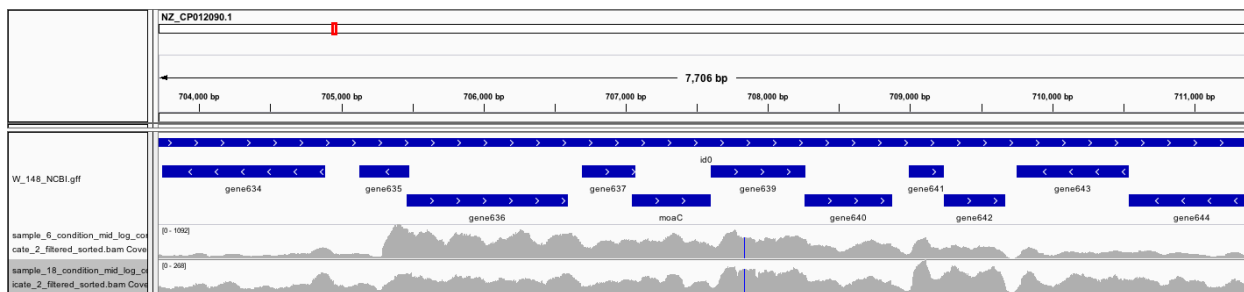 NZ_CP012090.1
7,706 bp
704,000 bp 705,000 bp 706,000 bp 707,000 bp 708,000 bp 709,000 bp 710,000 bp 711,000 bp
id0
W_148_NCBI.gff
gene634 gene635 gene637 gene639 gene641 gene643
gene636 moaC gene640 gene642 gene644
sample_6_condition_mid_log_co
[0 - 1092]
cate_2_filtered_sorted.bam Cove
sample_18_condition_mid_log_c
[0 - 268]
icate_2_filtered_sorted.bam Cove